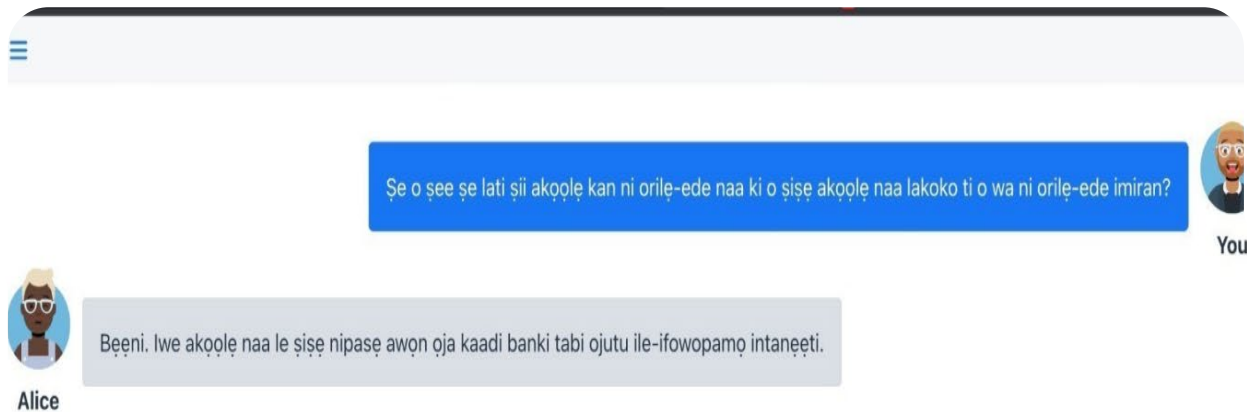 Ṣe o ṣee ṣe lati ṣii akọọlẹ kan ni orilẹ-ede naa ki o ṣiṣẹ akọọlẹ naa lakoko ti o wa ni orilẹ-ede imiran?
You
Bẹẹni. Iwe akọọlẹ naa le ṣiṣẹ nipasẹ awọn ọja kaadi banki tabi ojutu ile-ifowopamọ intanẹẹti.
Alice